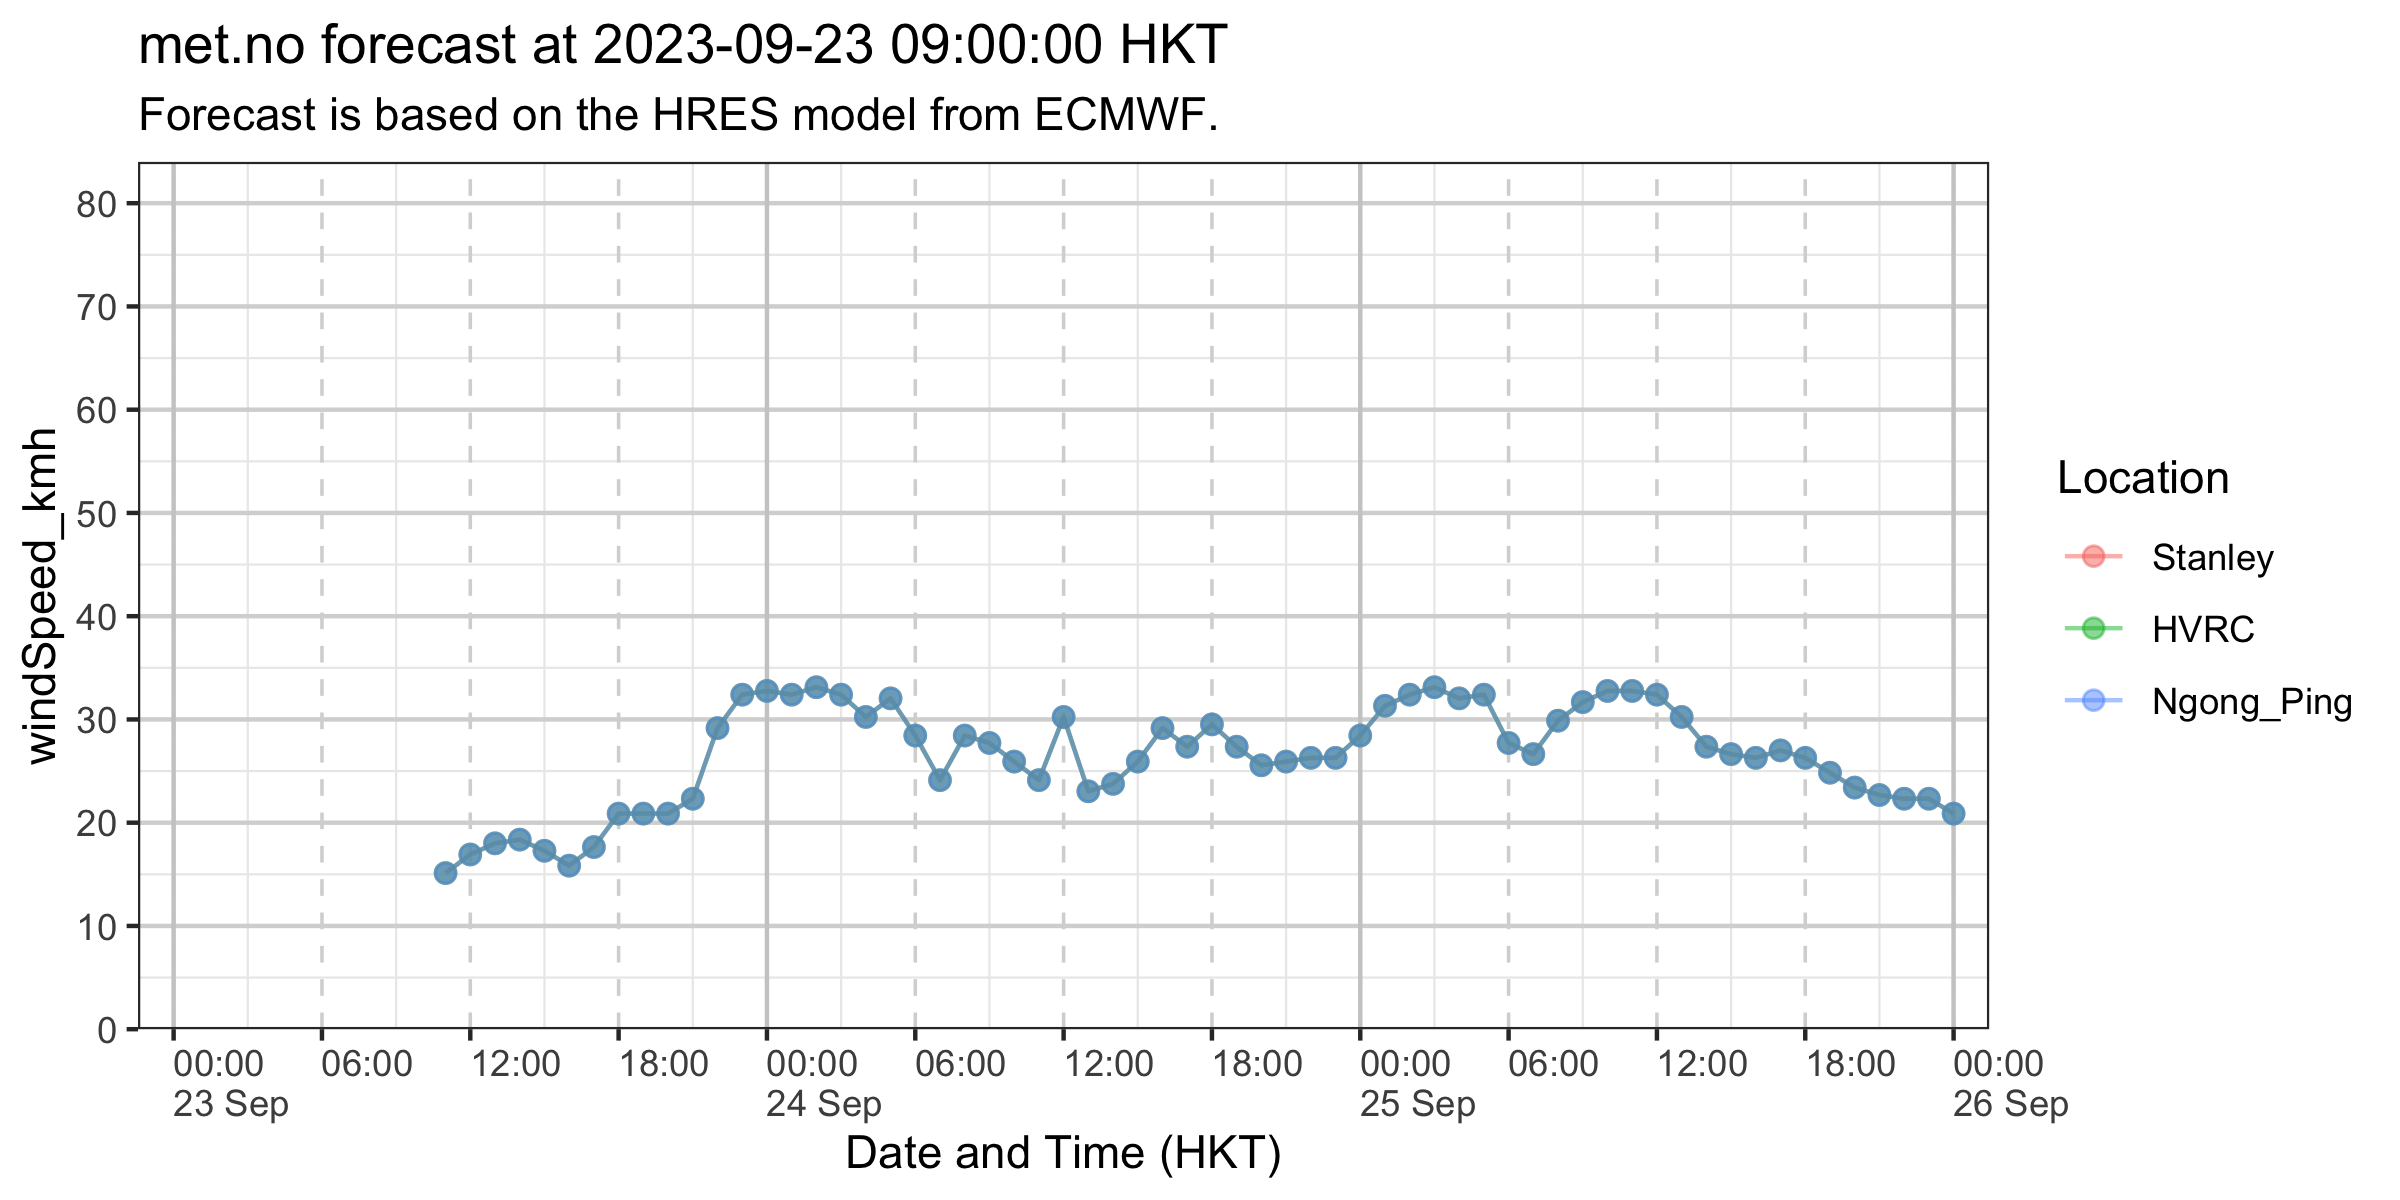 met.no forecast at 2023-09-23 09:00:00 HKT
Forecast is based on the HRES model from ECMWF.
windSpeed_kmh
80
70
60
50
40
30
20
10
0
00:00 06:00 12:00 18:00 00:00 06:00 12:00 18:00 00:00 06:00 12:00 18:00 00:00
23 Sep 24 Sep 25 Sep 26 Sep
Date and Time (HKT)
Location
Stanley
HVRC
Ngong_Ping